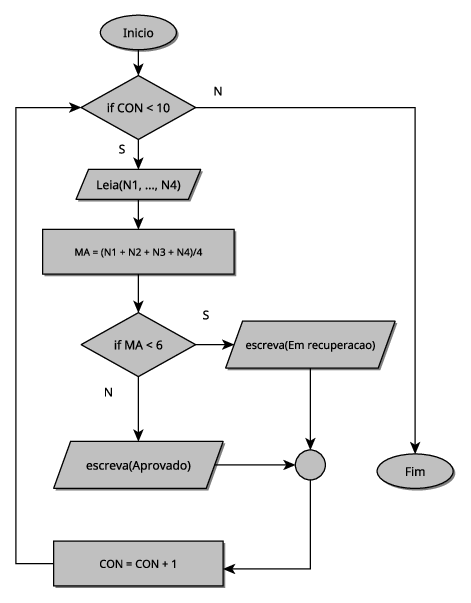 Inicio
if CON < 10
N
S
Leia(N1, ..., N4)
MA = (N1 + N2 + N3 + N4)/4
S
if MA < 6
escreva(Em recuperacao)
N
escreva(Aprovado)
Fim
CON = CON + 1